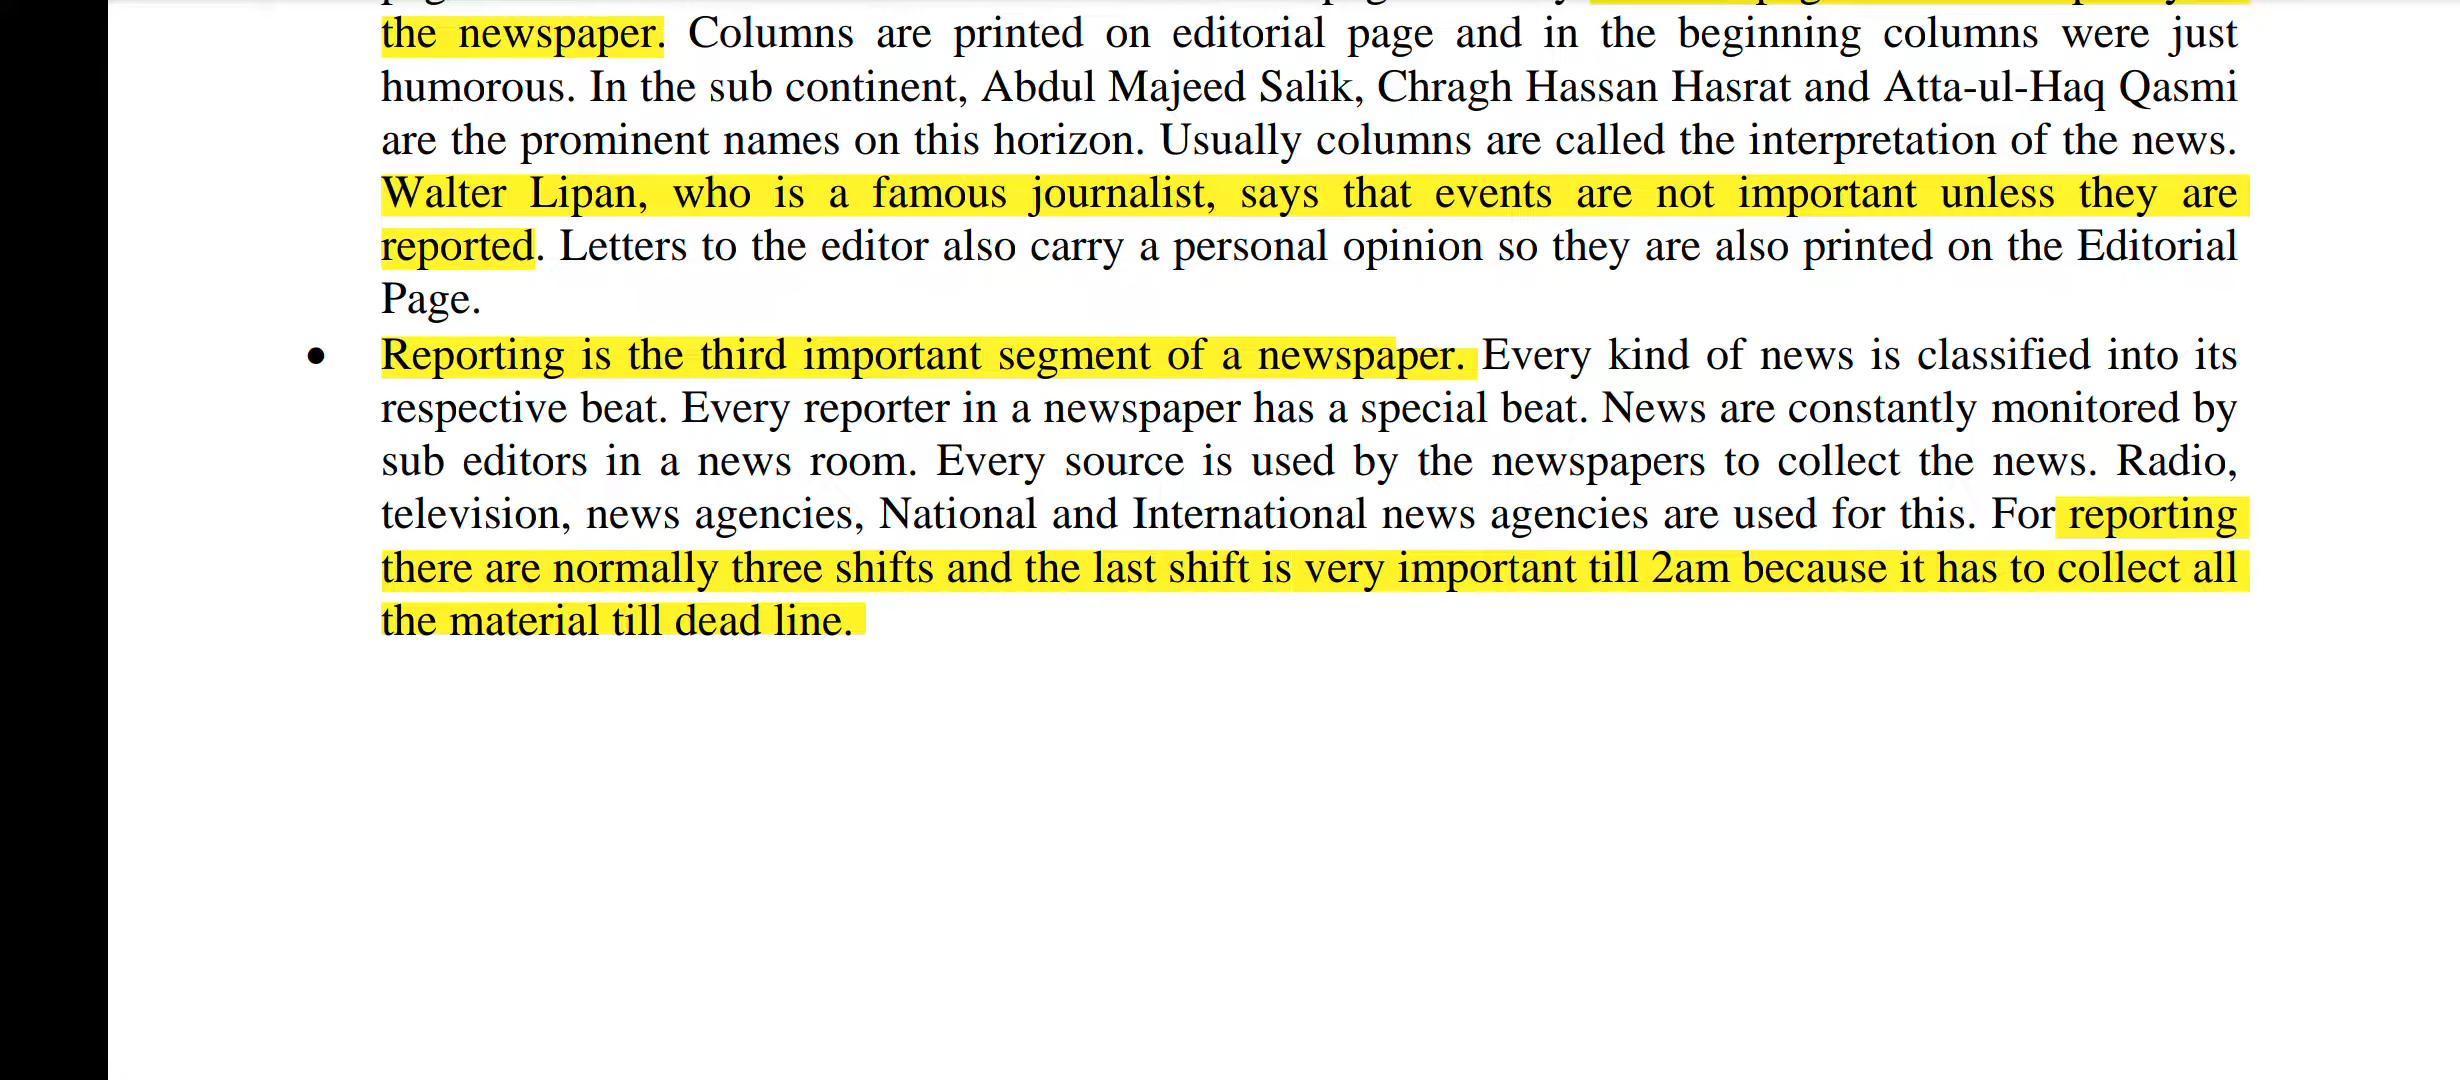 the newspaper. Columns are printed on editorial page and in the beginning columns were just
humorous. In the sub continent, Abdul Majeed Salik, Chragh Hassan Hasrat and Atta-ul-Haq Qasmi
are the prominent names on this horizon. Usually columns are called the interpretation of the news.
Walter Lipan, who is a famous journalist, says that events are not important unless they are
reported. Letters to the editor also carry a personal opinion so they are also printed on the Editorial
Page.
• Reporting is the third important segment of a newspaper. Every kind of news is classified into its
respective beat. Every reporter in a newspaper has a special beat. News are constantly monitored by
sub editors in a news room. Every source is used by the newspapers to collect the news. Radio,
television, news agencies, National and International news agencies are used for this. For reporting
there are normally three shifts and the last shift is very important till 2am because it has to collect all
the material till dead line.